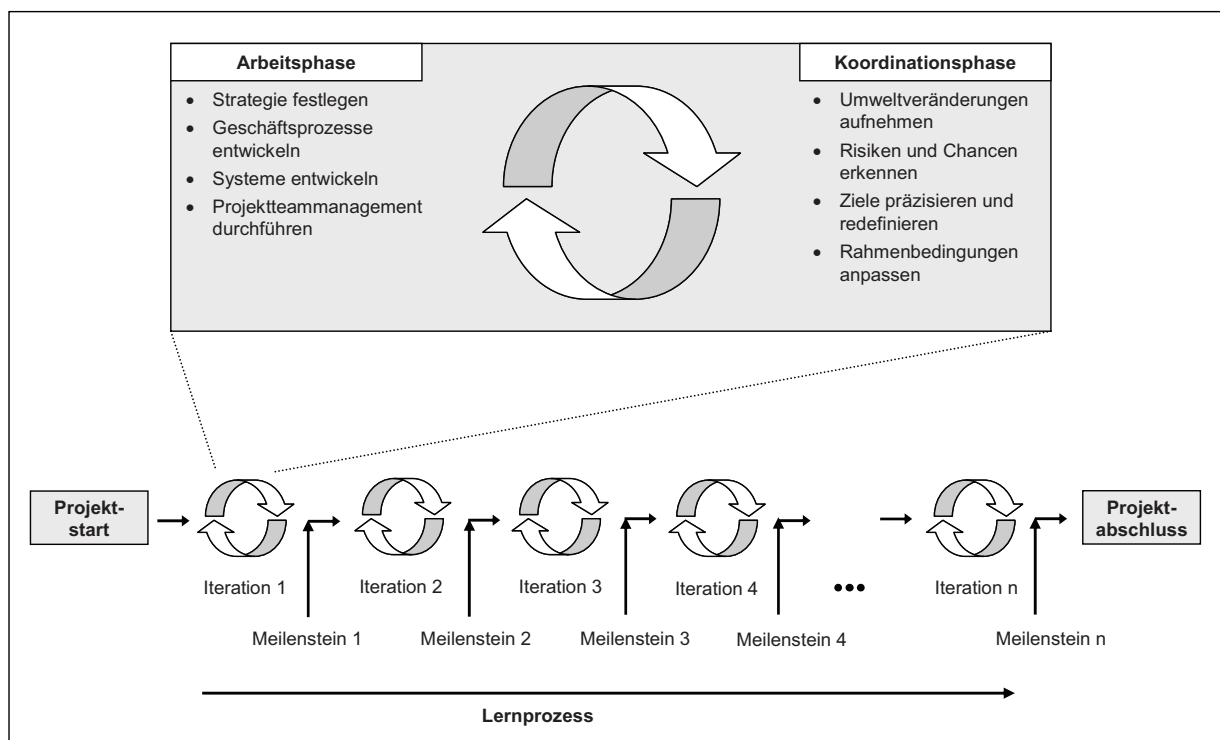 Arbeitsphase
• Strategie festlegen
• Geschäftsprozesse
entwickeln
• Systeme entwickeln
• Projektteammanagement
durchführen
Koordinationsphase
• Umweltveränderungen
aufnehmen
• Risiken und Chancen
erkennen
• Ziele präzisieren und
redefinieren
• Rahmenbedingungen
anpassen
Projekt-
start
Iteration 1
Iteration 2
Iteration 3
Iteration 4
•••
Iteration n
Projekt-
abschluss
Meilenstein 1
Meilenstein 2
Meilenstein 3
Meilenstein 4
Meilenstein n
Lernprozess